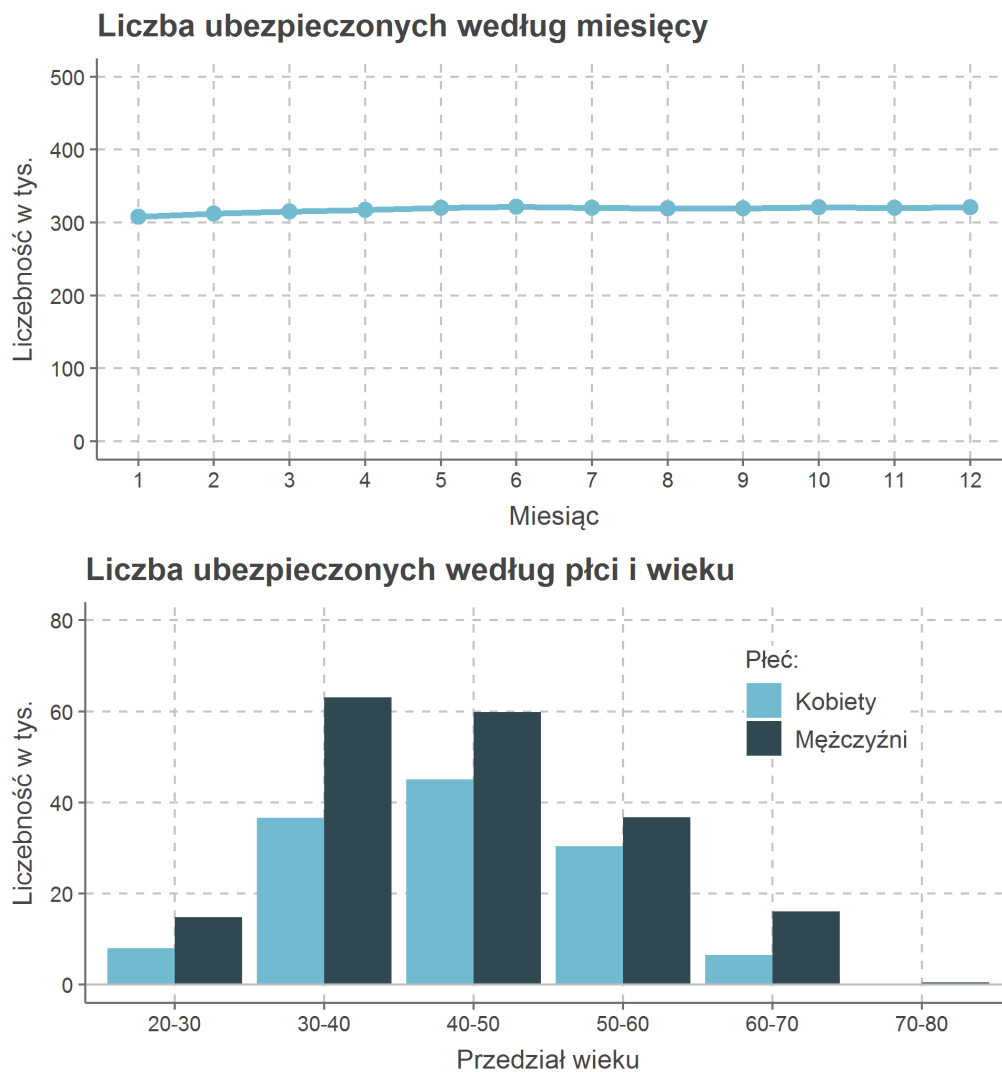 Liczba ubezpieczonych według miesięcy
500
400
300
200
100
0
Liczebność w tys.
1 2 3 4 5 6 7 8 9 10 11 12
Miesiąc
Liczba ubezpieczonych według płci i wieku
80
60
40
20
0
Liczebność w tys.
Płeć:
Kobiety
Mężczyźni
20-30 30-40 40-50 50-60 60-70 70-80
Przedział wieku